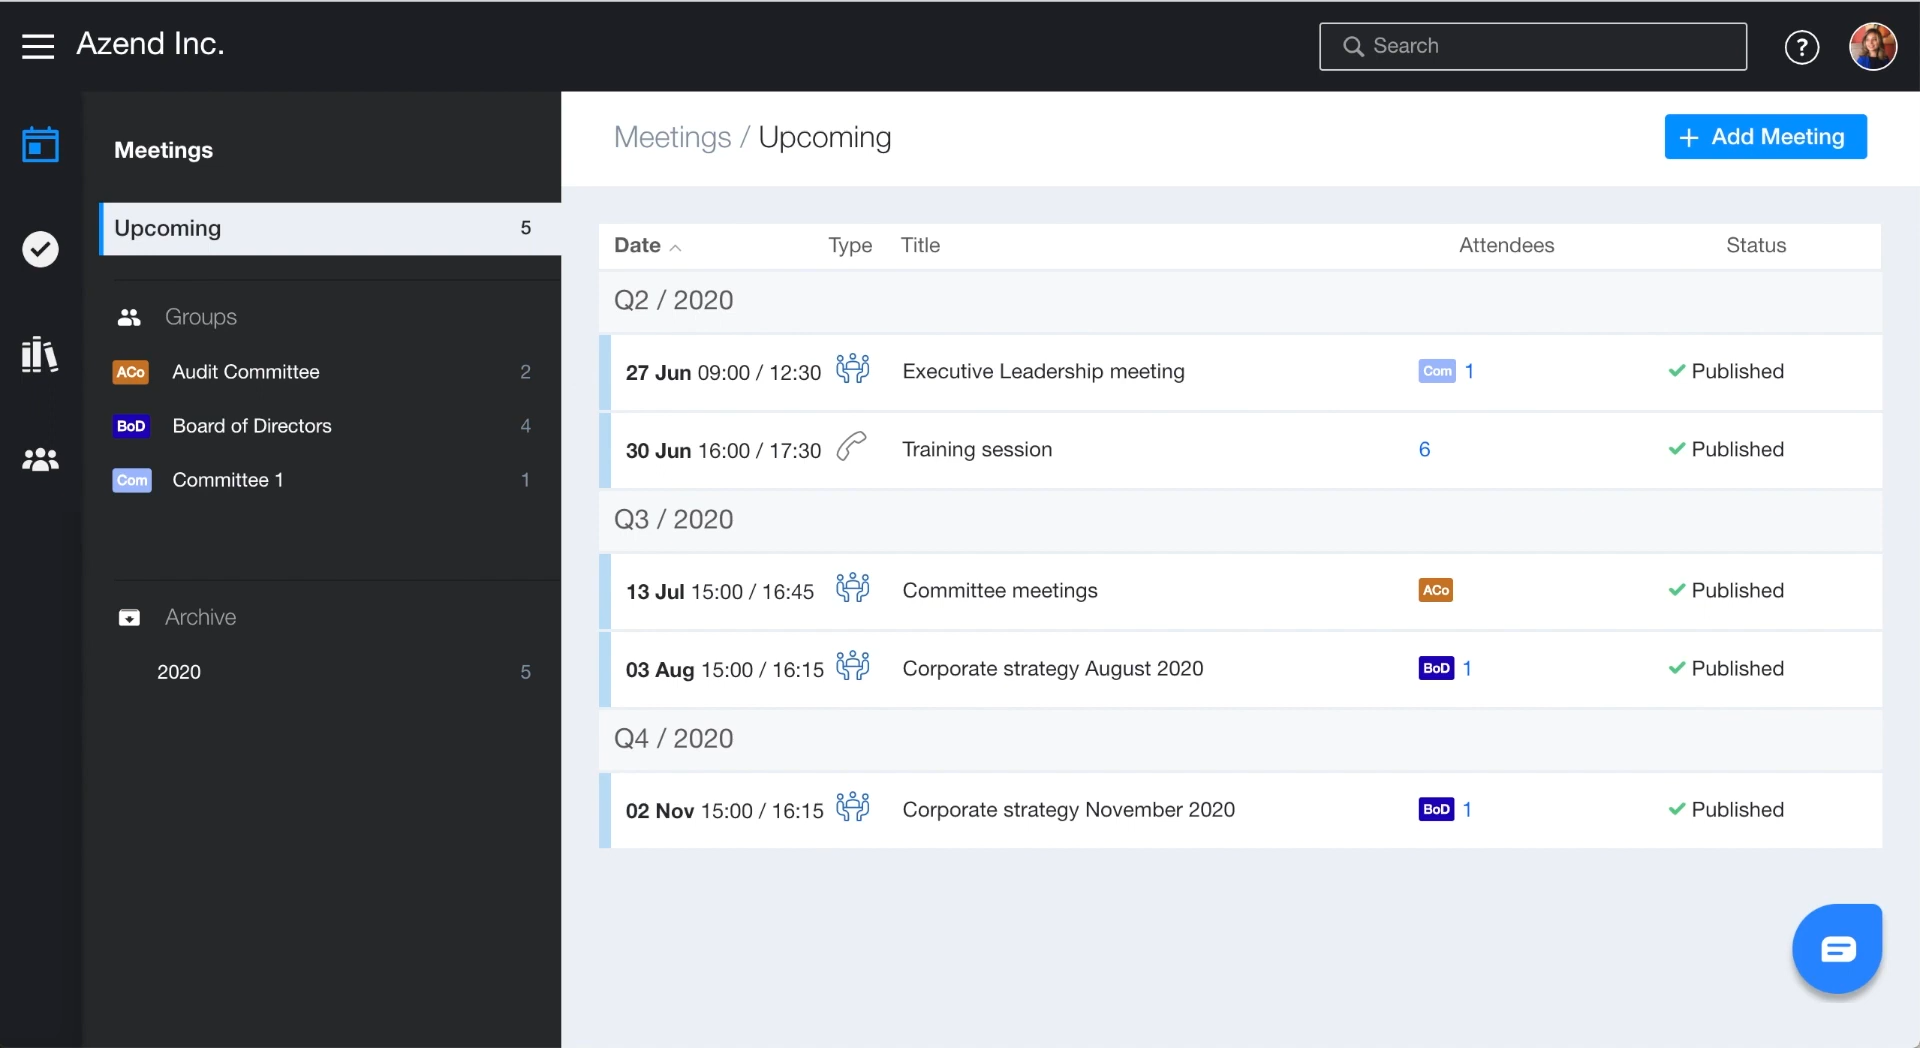 Azend Inc.
Search
?
Meetings
Upcoming 5
Groups
ACo Audit Committee 2
BoD Board of Directors 4
Com Committee 1 1
Archive
2020 5
Meetings / Upcoming
+ Add Meeting
Date Type Title Attendees Status
Q2 / 2020
27 Jun 09:00 / 12:30 Executive Leadership meeting Com 1 Published
30 Jun 16:00 / 17:30 Training session 6 Published
Q3 / 2020
13 Jul 15:00 / 16:45 Committee meetings ACo Published
03 Aug 15:00 / 16:15 Corporate strategy August 2020 BoD 1 Published
Q4 / 2020
02 Nov 15:00 / 16:15 Corporate strategy November 2020 BoD 1 Published